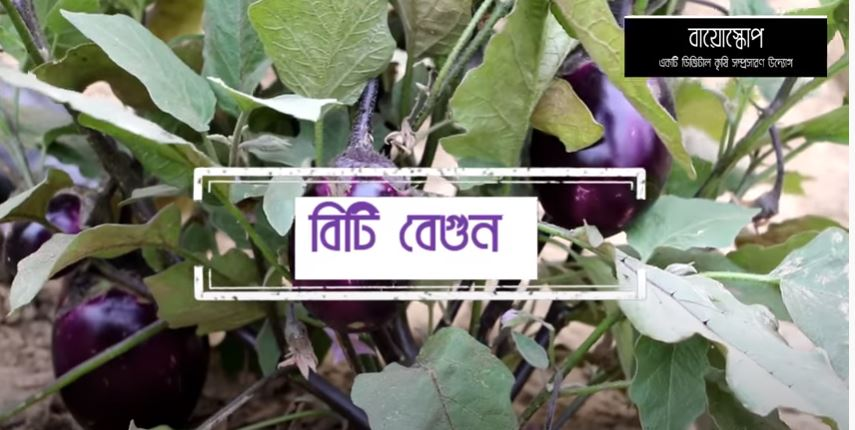 বায়োস্কোপ
একটি ডিজিটাল কৃষি সম্প্রসারণ উদ্যোগ
বিটি বেগুন